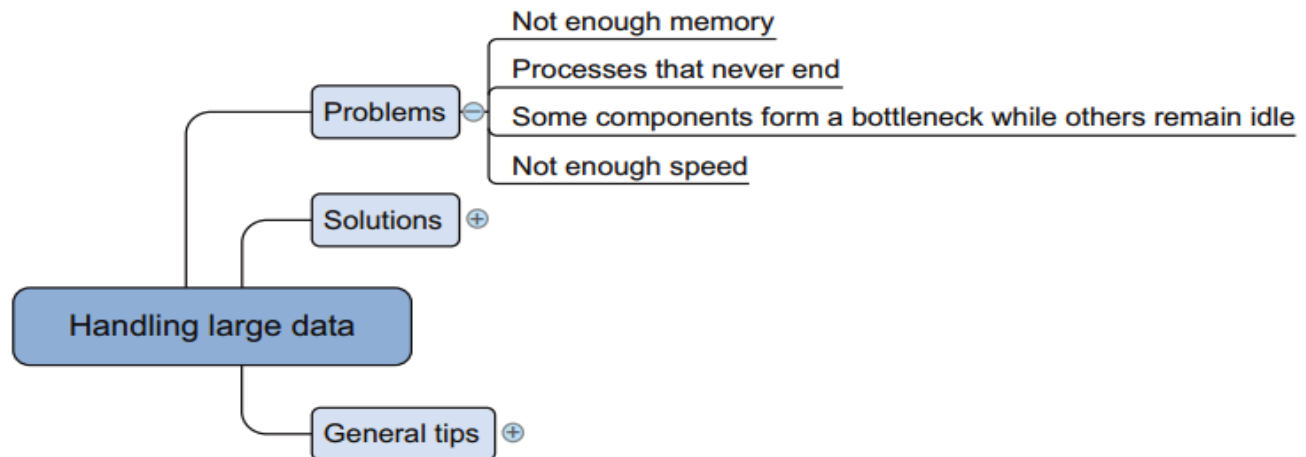 Not enough memory
Processes that never end
Problems
Some components form a bottleneck while others remain idle
Not enough speed
Solutions
Handling large data
General tips